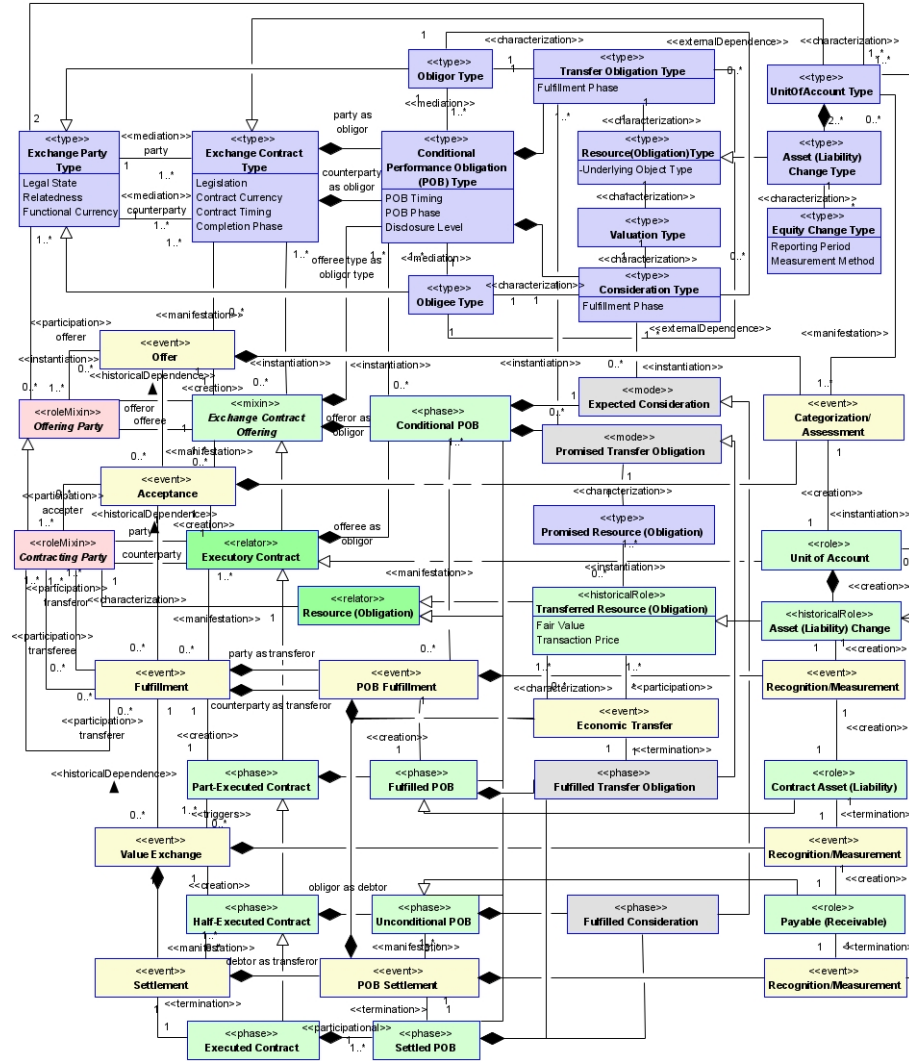 <<characterization>>
<<externalDependence>>
<<characterization>>
<<type>>
Obligor Type
<<type>>
Transfer Obligation Type
Fulfillment Phase
<<type>>
UnitOfAccount Type
<<mediation>>
<<type>>
Exchange Party
Type
Legal State
Relatedness
Functional Currency
<<mediation>>
party
<<mediation>>
counterparty
<<type>>
Exchange Contract
Type
Legislation
Contract Currency
Contract Timing
Completion Phase
party as
obligor
counterparty
as obligor
<<type>>
Conditional
Performance Obligation
(POB) Type
POB Timing
POB Phase
Disclosure Level
<<characterization>>
<<type>>
Resource(Obligation)Type
-Underlying Object Type
<<characterization>>
<<type>>
Valuation Type
<<characterization>>
<<type>>
Asset (Liability)
Change Type
<<characterization>>
<<type>>
Equity Change Type
Reporting Period
Measurement Method
offeree type as
obligor type
<<mediation>>
<<type>>
Obligee Type
<<characterization>>
<<type>>
Consideration Type
Fulfillment Phase
<<externalDependence>>
<<manifestation>>
<<participation>>
offerer
<<manifestation>>
<<event>>
Offer
<<instantiation>>
<<historicalDependence>>
<<instantiation>>
<<instantiation>>
<<instantiation>>
<<creation>>
<<roleMixin>>
Offering Party
offeror
offeree
<<mixin>>
Exchange Contract
Offering
offeror as
obligor
<<phase>>
Conditional POB
<<mode>>
Expected Consideration
<<event>>
Categorization/
Assessment
<<mode>>
Promised Transfer Obligation
<<manifestation>>
<<participation>>
accepter
<<event>>
Acceptance
<<historicalDependence>>
<<characterization>>
<<creation>>
<<creation>>
<<instantiation>>
<<roleMixin>>
Contracting Party
party
counterparty
<<relator>>
Executory Contract
offeree as
obligor
<<type>>
Promised Resource (Obligation)
<<role>>
Unit of Account
<<participation>>
transferor
<<manifestation>>
<<instantiation>>
<<creation>>
<<characterization>>
<<relator>>
Resource (Obligation)
<<historicalRole>>
Transferred Resource (Obligation)
Fair Value
Transaction Price
<<historicalRole>>
Asset (Liability) Change
<<manifestation>>
<<participation>>
transferee
<<creation>>
party as transferor
<<event>>
Fulfillment
<<event>>
POB Fulfillment
<<characterization>>
<<participation>>
<<event>>
Recognition/Measurement
counterparty as transferor
<<participation>>
transferer
<<event>>
Economic Transfer
<<creation>>
<<creation>>
<<termination>>
<<creation>>
<<historicalDependence>>
<<phase>>
Part-Executed Contract
<<phase>>
Fulfilled POB
<<phase>>
Fulfilled Transfer Obligation
<<role>>
Contract Asset (Liability)
<<triggers>>
<<termination>>
<<event>>
Value Exchange
<<event>>
Recognition/Measurement
<<creation>>
obligor as debtor
<<creation>>
<<phase>>
Half-Executed Contract
<<phase>>
Unconditional POB
<<phase>>
Fulfilled Consideration
<<role>>
Payable (Receivable)
<<manifestation>>
<<manifestation>>
<<termination>>
debtor as transferor
<<event>>
Settlement
<<event>>
POB Settlement
<<event>>
Recognition/Measurement
<<termination>>
<<termination>>
<<phase>>
Executed Contract
<<participational>>
<<phase>>
Settled POB